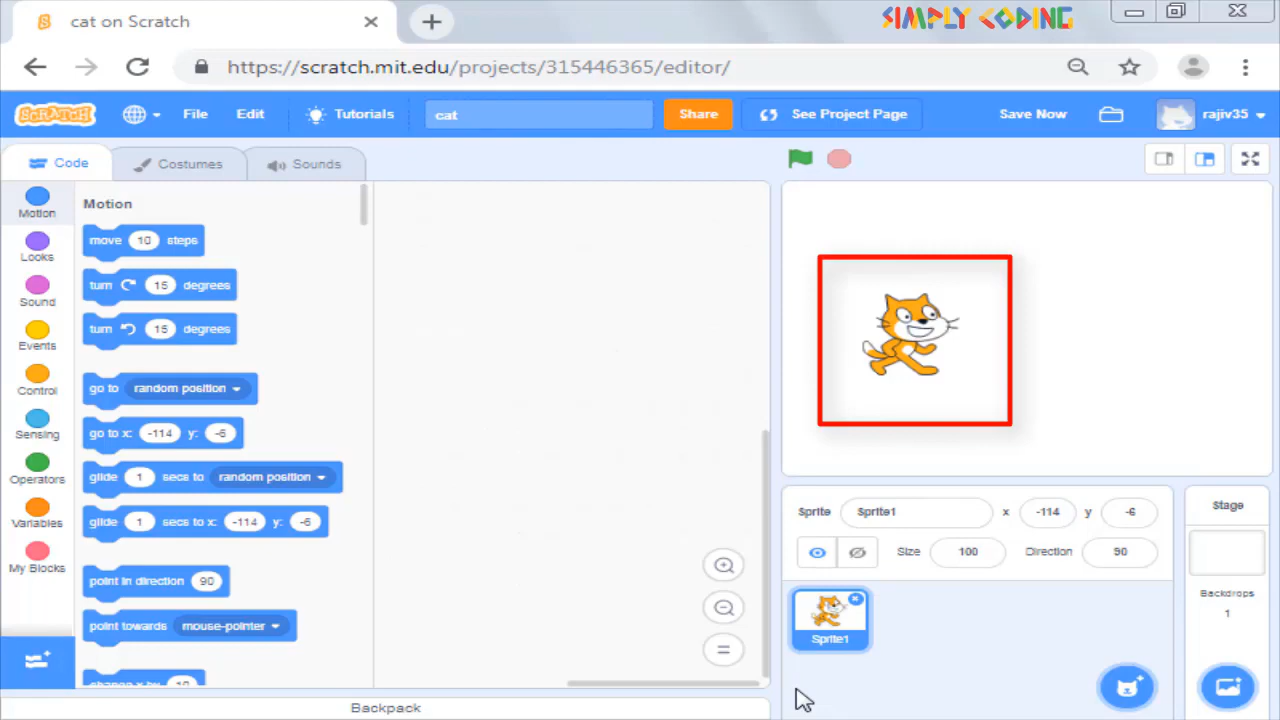 cat on Scratch
SIMPLY CODING
https://scratch.mit.edu/projects/315446365/editor/
SCRATCH
File
Edit
Tutorials
cat
Share
See Project Page
Save Now
rajiv35
Code
Costumes
Sounds
Motion
Looks
Sound
Events
Control
Sensing
Operators
Variables
My Blocks
Motion
move 10 steps
turn 15 degrees
turn 15 degrees
go to random position
go to x: -114 y: -6
glide 1 secs to random position
glide 1 secs to x: -114 y: -6
point in direction 90
point towards mouse-pointer
change x by 10
Backpack
Sprite Sprite1 x -114 y -6
Size 100 Direction 90
Sprite1
Stage
Backdrops
1